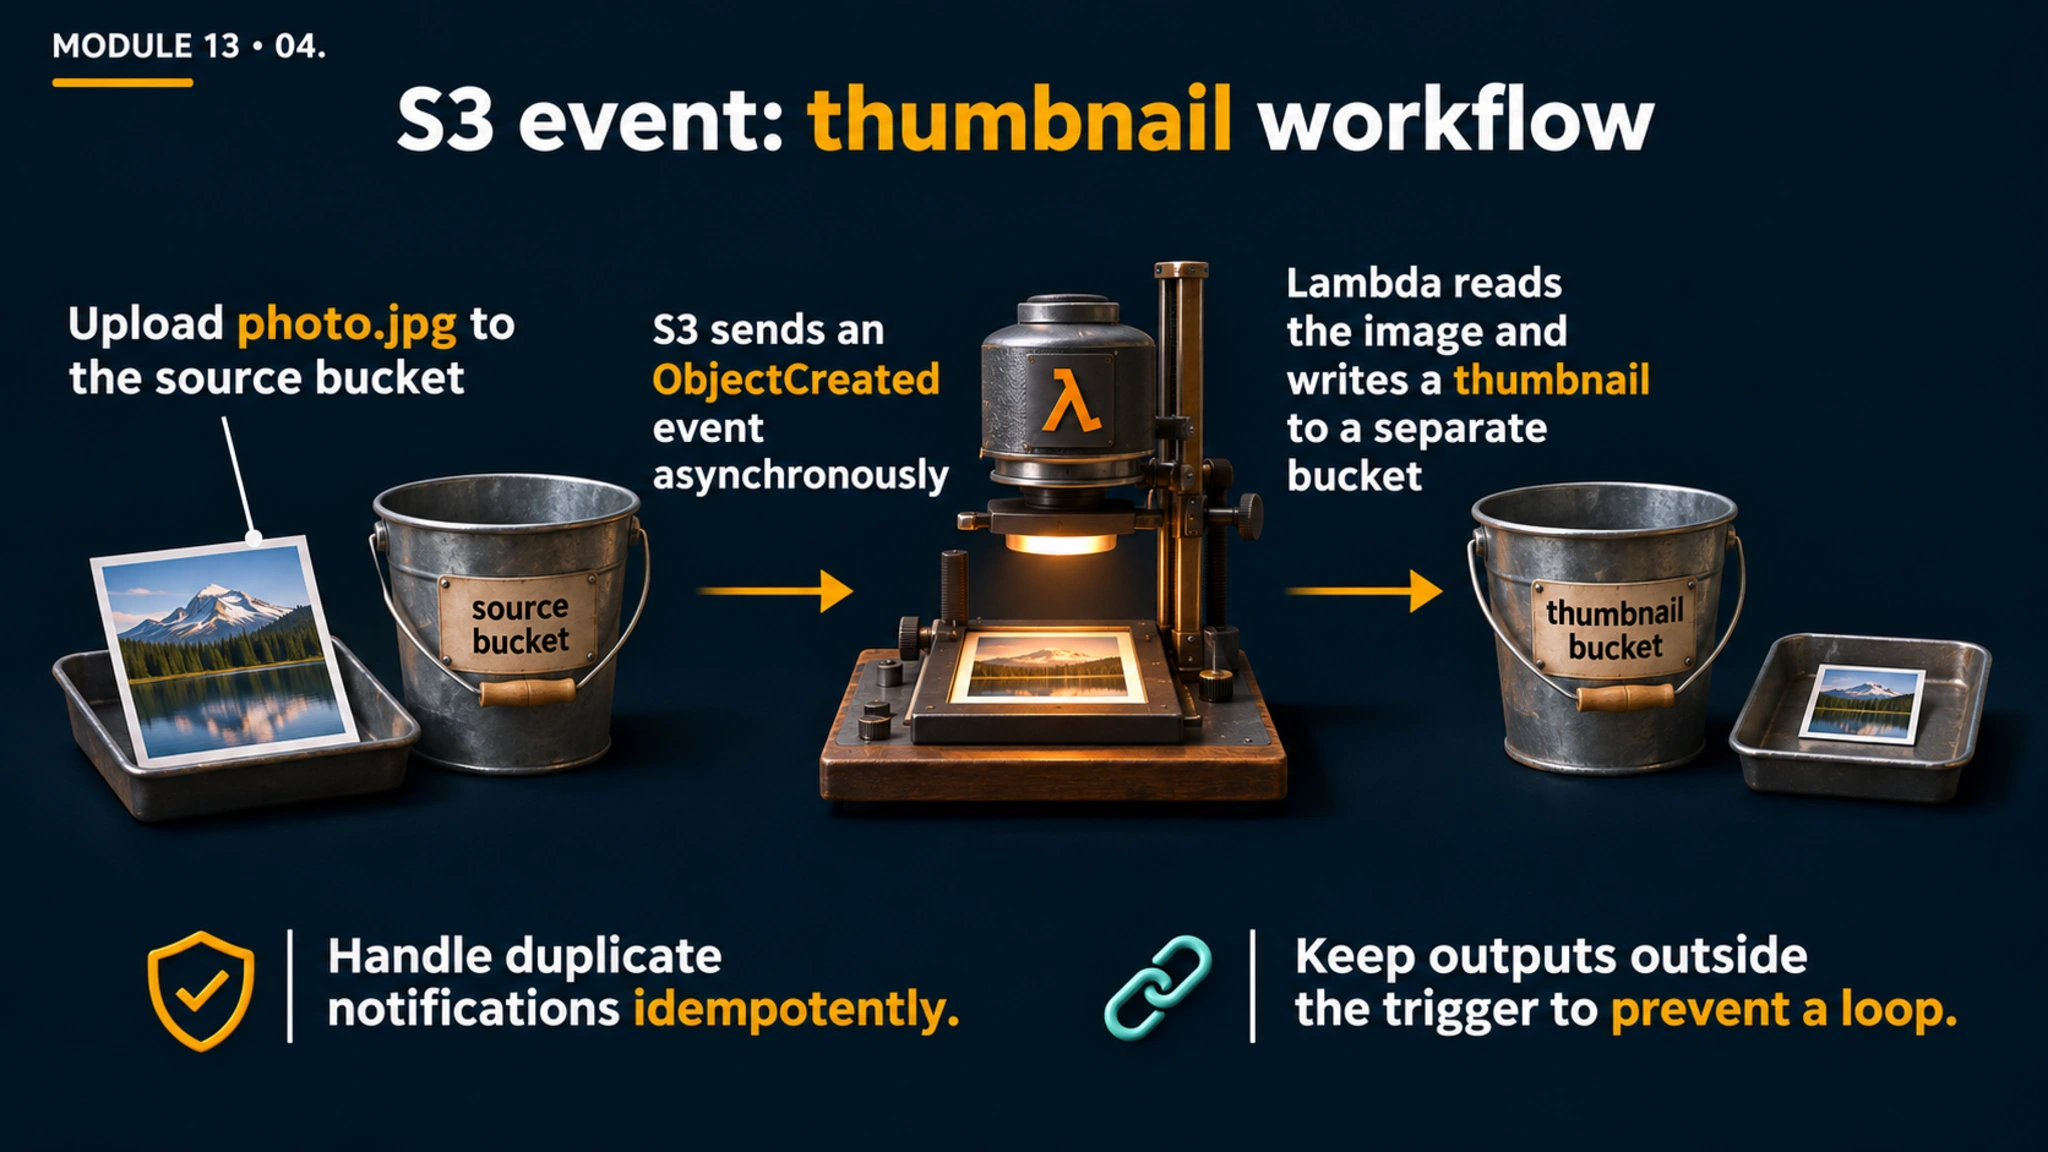 MODULE 13 • 04.
S3 event: thumbnail workflow
Upload photo.jpg to
the source bucket
S3 sends an
ObjectCreated
event
asynchronously
λ
Lambda reads
the image and
writes a thumbnail
to a separate
bucket
source
bucket
thumbnail
bucket
Handle duplicate
notifications idempotently.
Keep outputs outside
the trigger to prevent a loop.